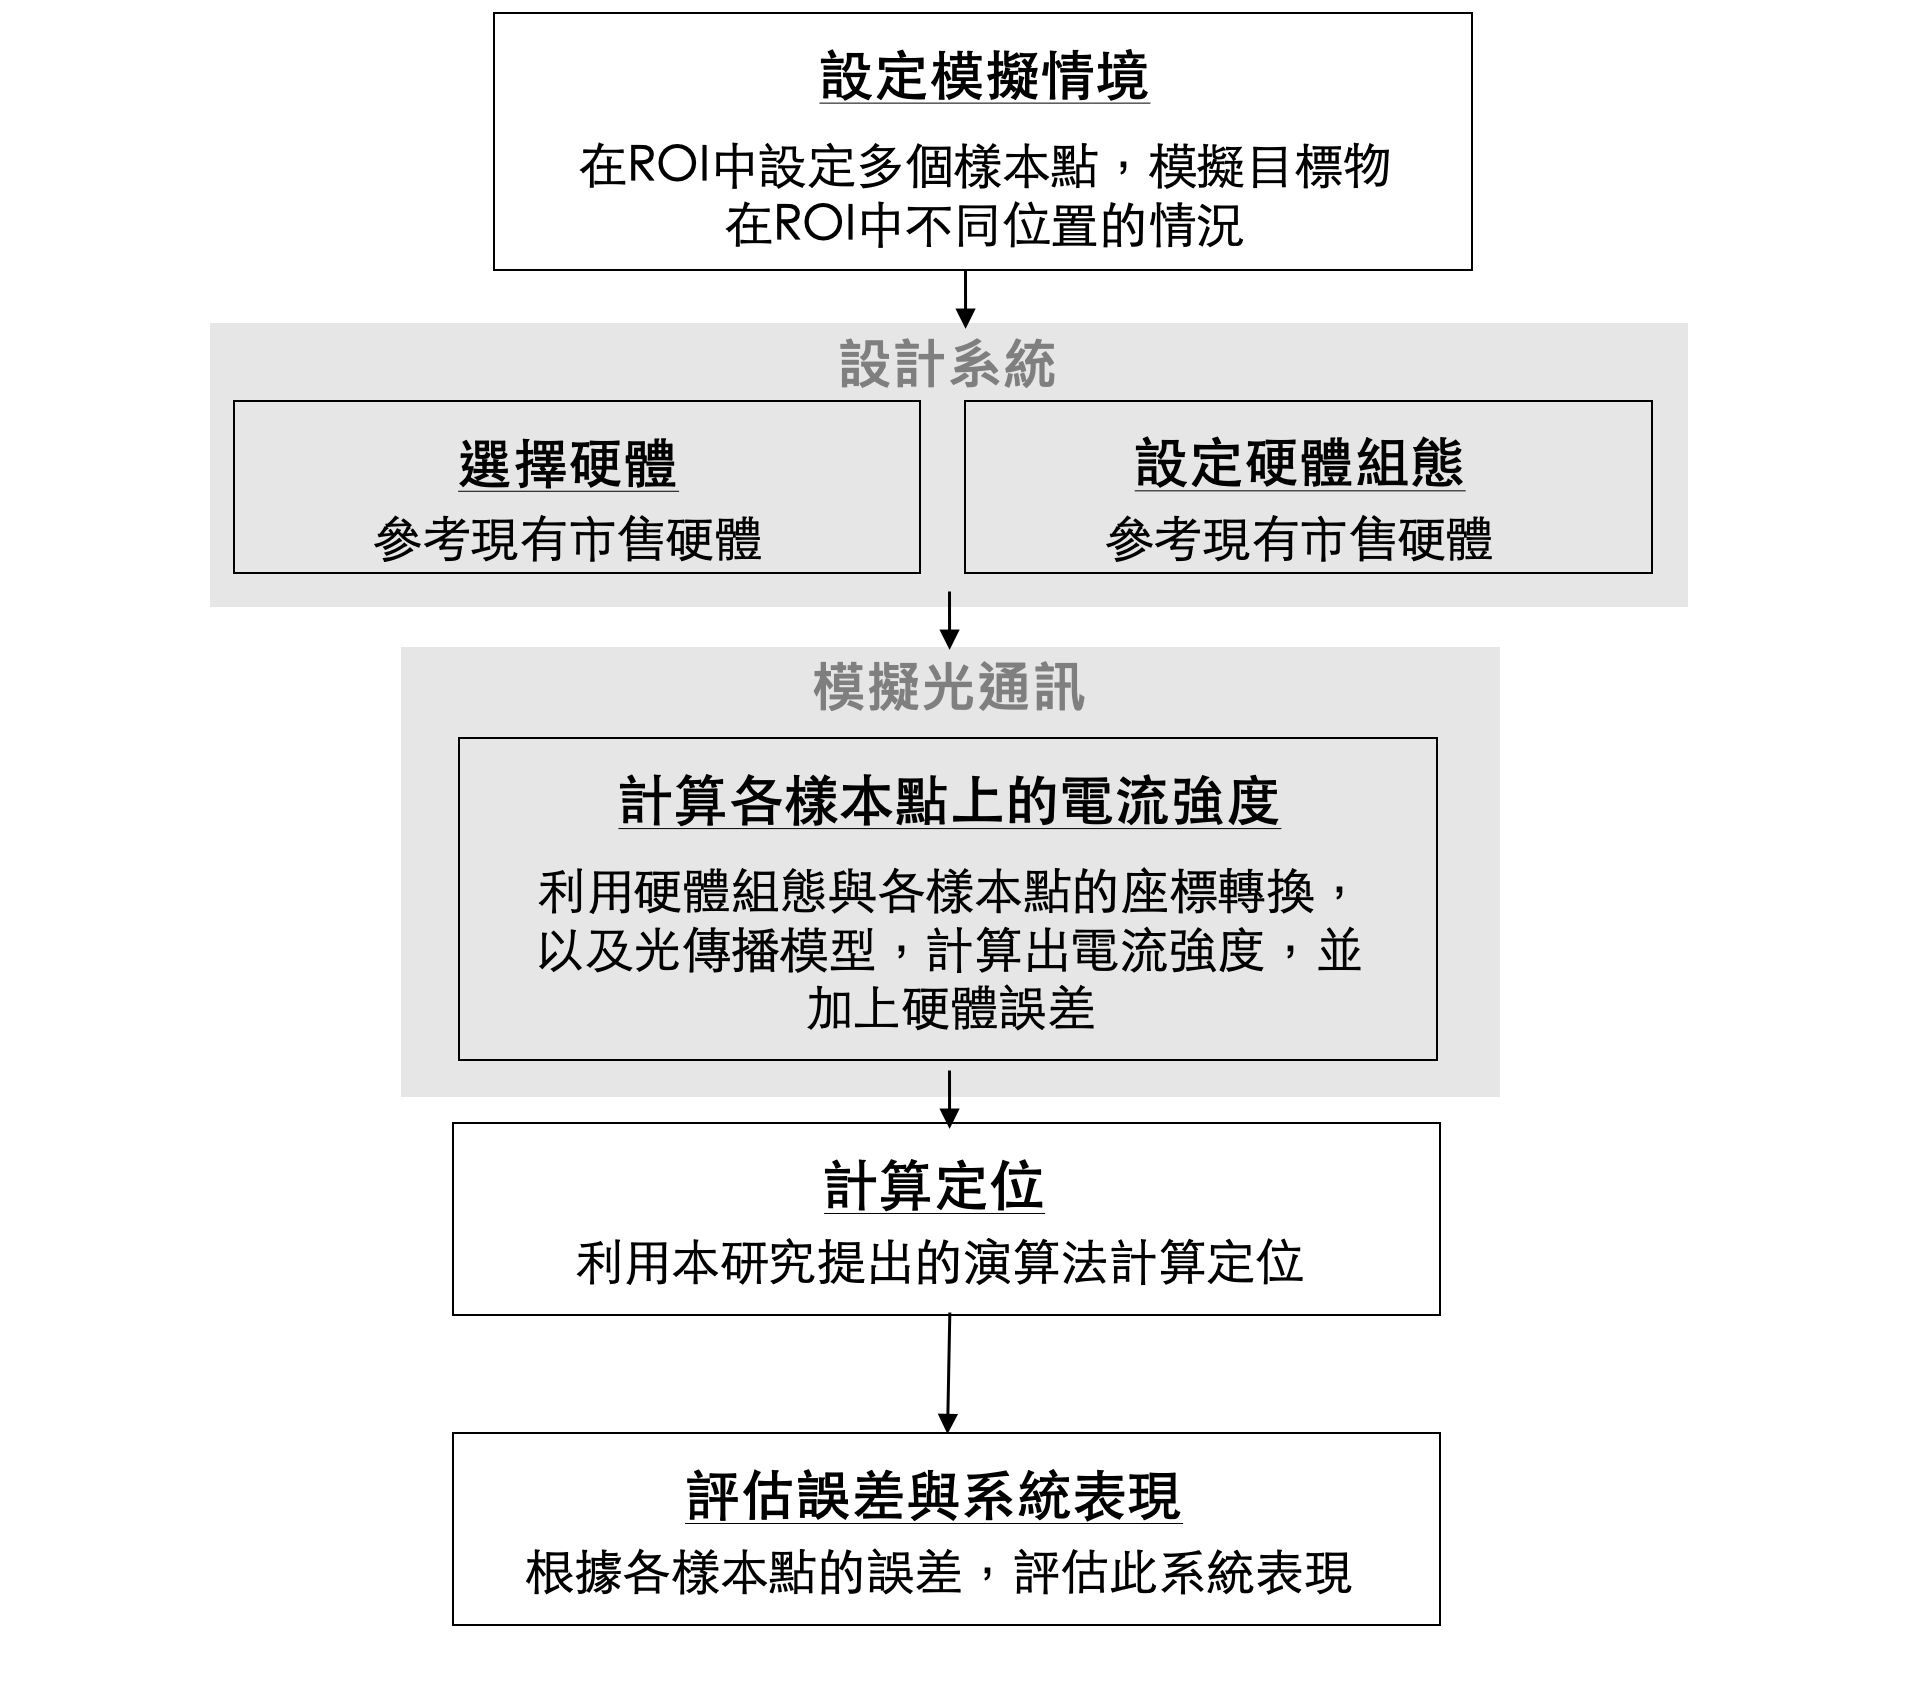 設定模擬情境
在ROI中設定多個樣本點，模擬目標物
在ROI中不同位置的情況
設計系統
選擇硬體
參考現有市售硬體
設定硬體組態
參考現有市售硬體
模擬光通訊
計算各樣本點上的電流強度
利用硬體組態與各樣本點的座標轉換，
以及光傳播模型，計算出電流強度，並
加上硬體誤差
計算定位
利用本研究提出的演算法計算定位
評估誤差與系統表現
根據各樣本點的誤差，評估此系統表現